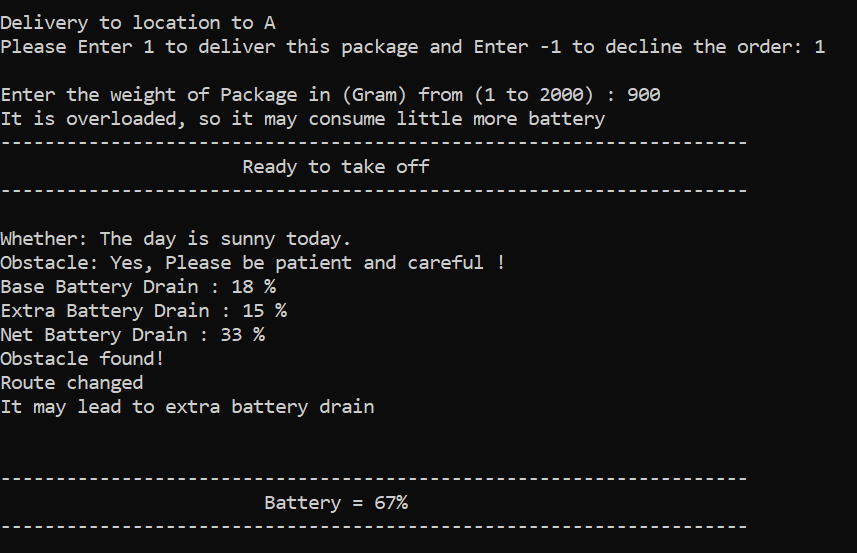 Delivery to location to A
Please Enter 1 to deliver this package and Enter -1 to decline the order: 1
Enter the weight of Package in (Gram) from (1 to 2000) : 900
It is overloaded, so it may consume little more battery
--------------------------------------------------------------------
Ready to take off
--------------------------------------------------------------------
Whether: The day is sunny today.
Obstacle: Yes, Please be patient and careful !
Base Battery Drain : 18 %
Extra Battery Drain : 15 %
Net Battery Drain : 33 %
Obstacle found!
Route changed
It may lead to extra battery drain
--------------------------------------------------------------------
Battery = 67%
--------------------------------------------------------------------